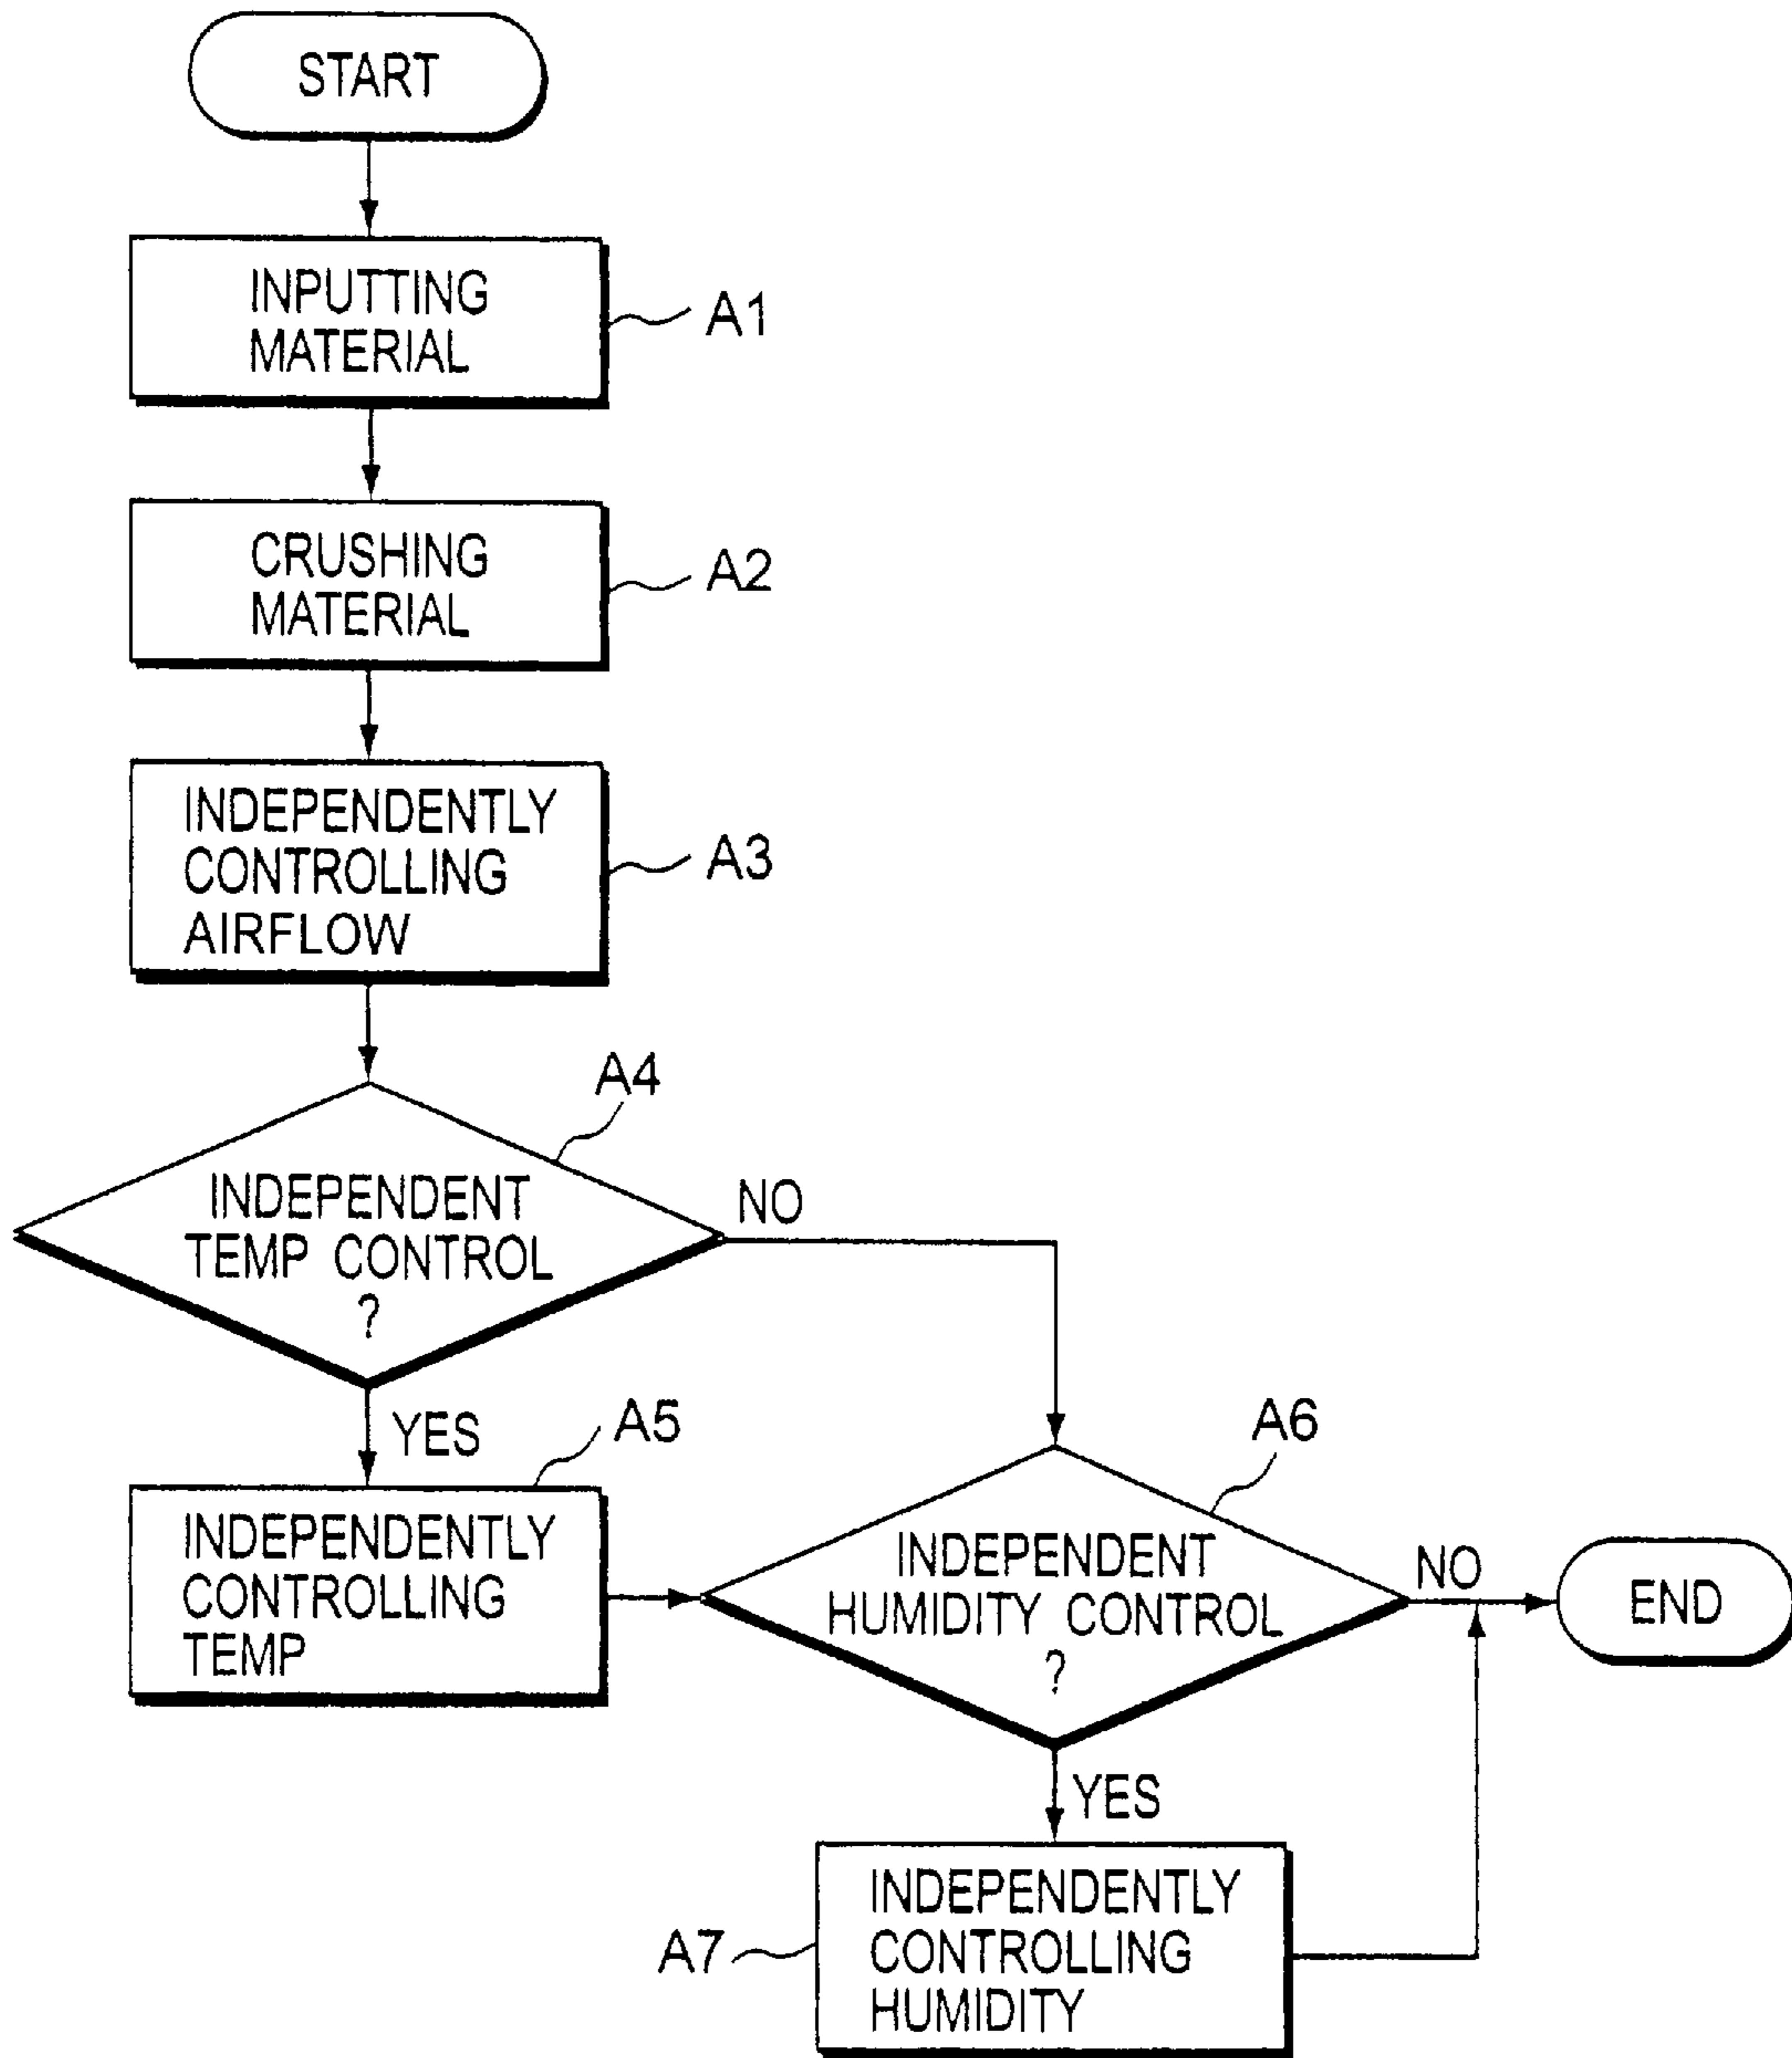 START
INPUTTING
MATERIAL
A1
CRUSHING
MATERIAL
A2
INDEPENDENTLY
CONTROLLING
AIRFLOW
A3
A4
INDEPENDENT
TEMP CONTROL
?
NO
YES
A5
INDEPENDENTLY
CONTROLLING
TEMP
A6
INDEPENDENT
HUMIDITY CONTROL
?
NO
END
YES
A7
INDEPENDENTLY
CONTROLLING
HUMIDITY